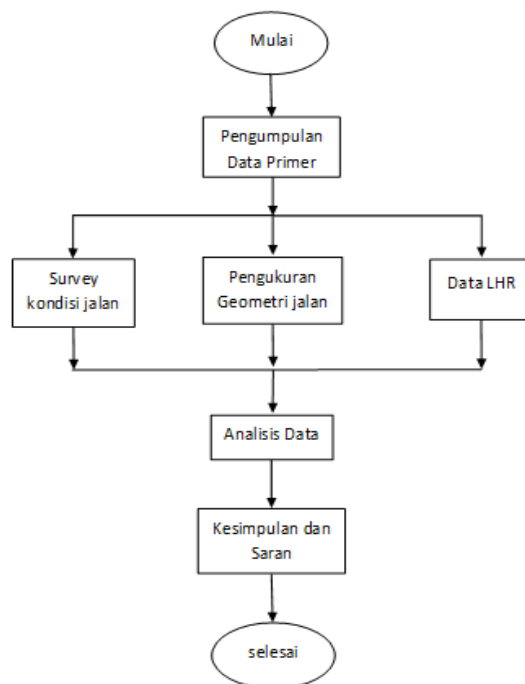 Mulai
Pengumpulan
Data Primer
Survey
kondisi jalan
Pengukuran
Geometri jalan
Data LHR
Analisis Data
Kesimpulan dan
Saran
selesai